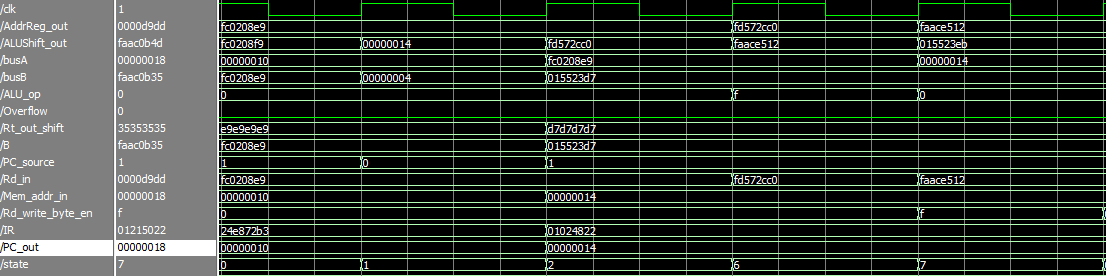 /clk 1
/AddrReg_out 0000d9dd fc0208e9 fd572cc0 faace512
/ALUShift_out faac0b4d fc0208f9 00000014 fd572cc0 faace512 015523eb
/busA 00000018 00000010 fc0208e9 00000014
/busB faac0b35 fc0208e9 00000004 015523d7
/ALU_op 0 0 f 0
/Overflow 0
/Rt_out_shift 35353535 e9e9e9e9 d7d7d7d7
/B faac0b35 fc0208e9 015523d7
/PC_source 1 1 0 1
/Rd_in 0000d9dd fc0208e9 fd572cc0 faace512
/Mem_addr_in 00000018 00000010 00000014
/Rd_write_byte_en f 0 f
/IR 01215022 24e872b3 01024822
/PC_out 00000018 00000010 00000014
/state 7 0 1 2 6 7